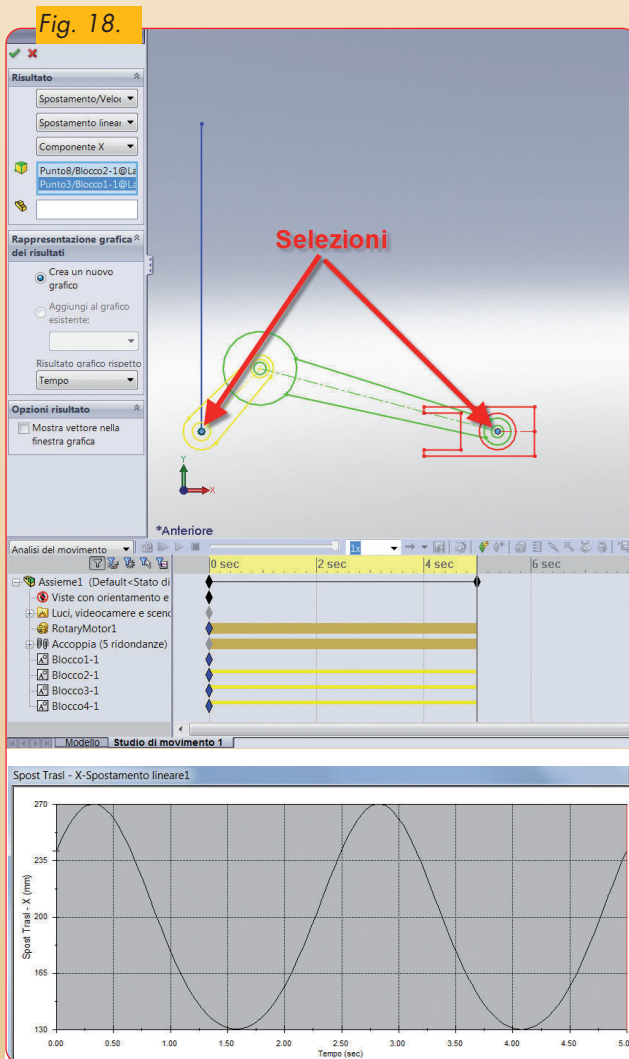 Fig. 18.
Risultato
Spostamento/Veloc
Spostamento linear
Componente X
Punto8/Blocco2-1@La
Punto3/Blocco1-1@La
Rappresentazione grafica
dei risultati
Crea un nuovo
grafico
Aggiungi al grafico
esistente:
Risultato grafico rispetto
Tempo
Opzioni risultato
Mostra vettore nella
finestra grafica
Selezioni
Y
X
*Anteriore
Analisi del movimento
1x
0 sec
2 sec
4 sec
6 sec
Assieme1 (Default<Stato di
Viste con orientamento e
Luci, videocamere e scene
RotaryMotor1
Accoppia (5 ridondanze)
Blocco1-1
Blocco2-1
Blocco3-1
Blocco4-1
Modello
Studio di movimento 1
Spost Trasl - X-Spostamento lineare1
270
235
200
165
130
Spost Trasl - X (mm)
0.00
0.50
1.00
1.50
2.00
2.50
3.00
3.50
4.00
4.50
5.0
Tempo (sec)